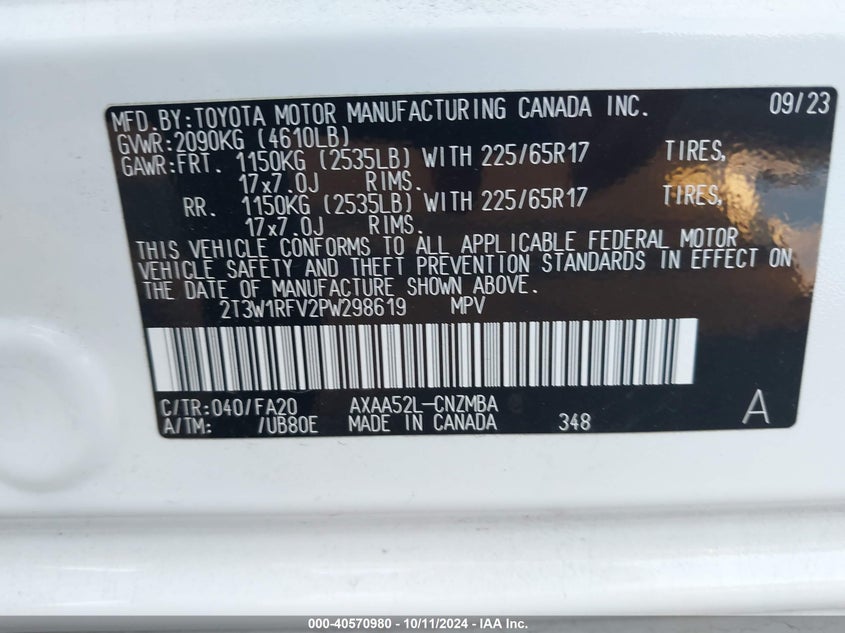 MFD.BY:TOYOTA MOTOR MANUFACTURING CANADA INC. 09/23
GVWR:2090KG (4610LB)
GAWR:FRT. 1150KG (2535LB) WITH 225/65R17 TIRES,
17x7.0J RIMS.
RR. 1150KG (2535LB) WITH 225/65R17 TIRES,
17x7.0J RIMS.
THIS VEHICLE CONFORMS TO ALL APPLICABLE FEDERAL MOTOR
VEHICLE SAFETY AND THEFT PREVENTION STANDARDS IN EFFECT ON
THE DATE OF MANUFACTURE SHOWN ABOVE.
2T3W1RFV2PW298619 MPV
C/TR:040/FA20 AXAA52L-CNZMBA
A/TM: /UB80E MADE IN CANADA 348 A
000-40570980 - 10/11/2024 - IAA Inc.